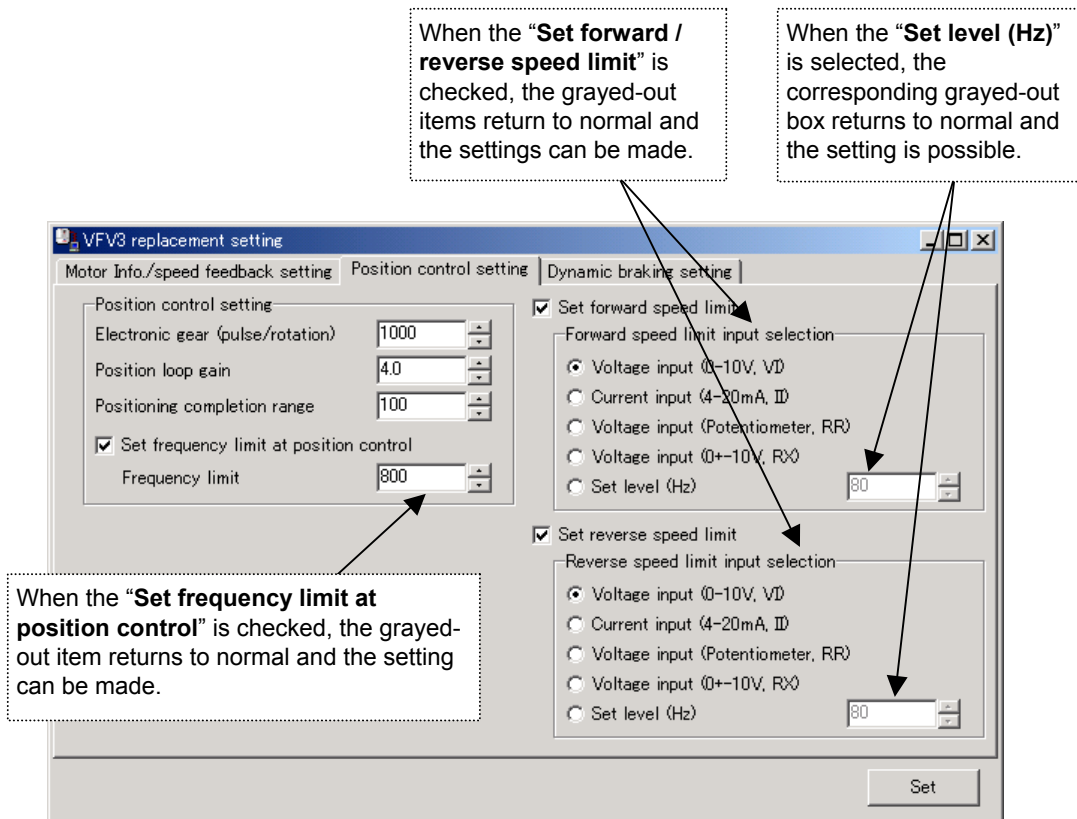 When the “Set forward /
reverse speed limit” is
checked, the grayed-out
items return to normal and
the settings can be made.
When the “Set level (Hz)”
is selected, the
corresponding grayed-out
box returns to normal and
the setting is possible.
VFV3 replacement setting
Motor Info./speed feedback setting
Position control setting
Dynamic braking setting
Position control setting
Electronic gear (pulse/rotation)
1000
Position loop gain
4.0
Positioning completion range
100
Set frequency limit at position control
Frequency limit
800
Set forward speed limit
Forward speed limit input selection
Voltage input (0-10V, VI)
Current input (4-20mA, II)
Voltage input (Potentiometer, RR)
Voltage input (0+-10V, RX)
Set level (Hz)
80
Set reverse speed limit
Reverse speed limit input selection
Voltage input (0-10V, VI)
Current input (4-20mA, II)
Voltage input (Potentiometer, RR)
Voltage input (0+-10V, RX)
Set level (Hz)
80
When the “Set frequency limit at
position control” is checked, the grayed-
out item returns to normal and the setting
can be made.
Set